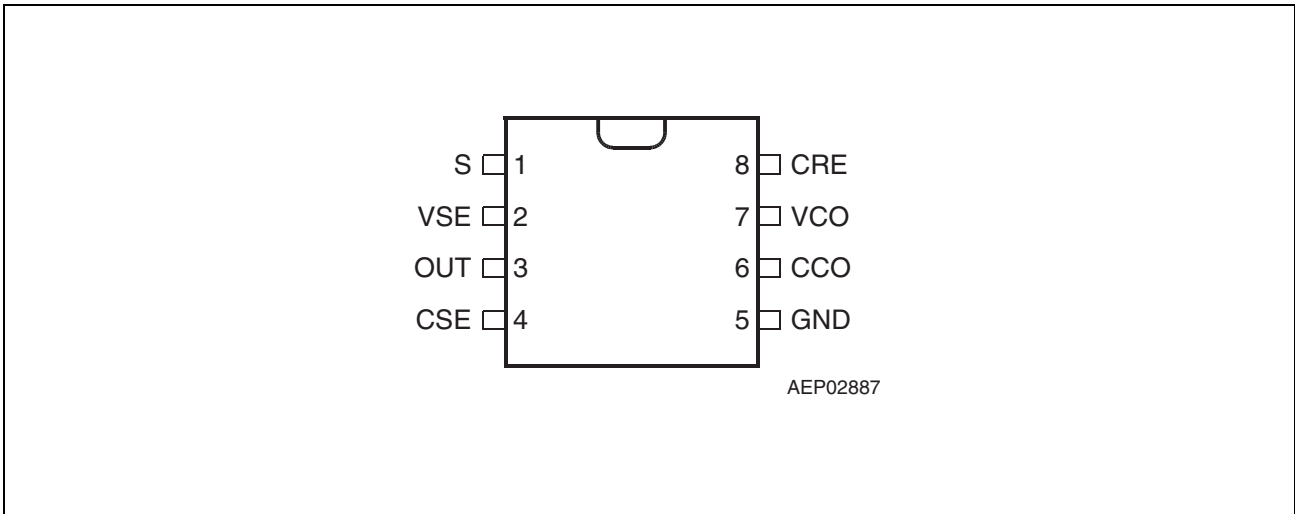 S 1 8 CRE
VSE 2 7 VCO
OUT 3 6 CCO
CSE 4 5 GND
AEP02887